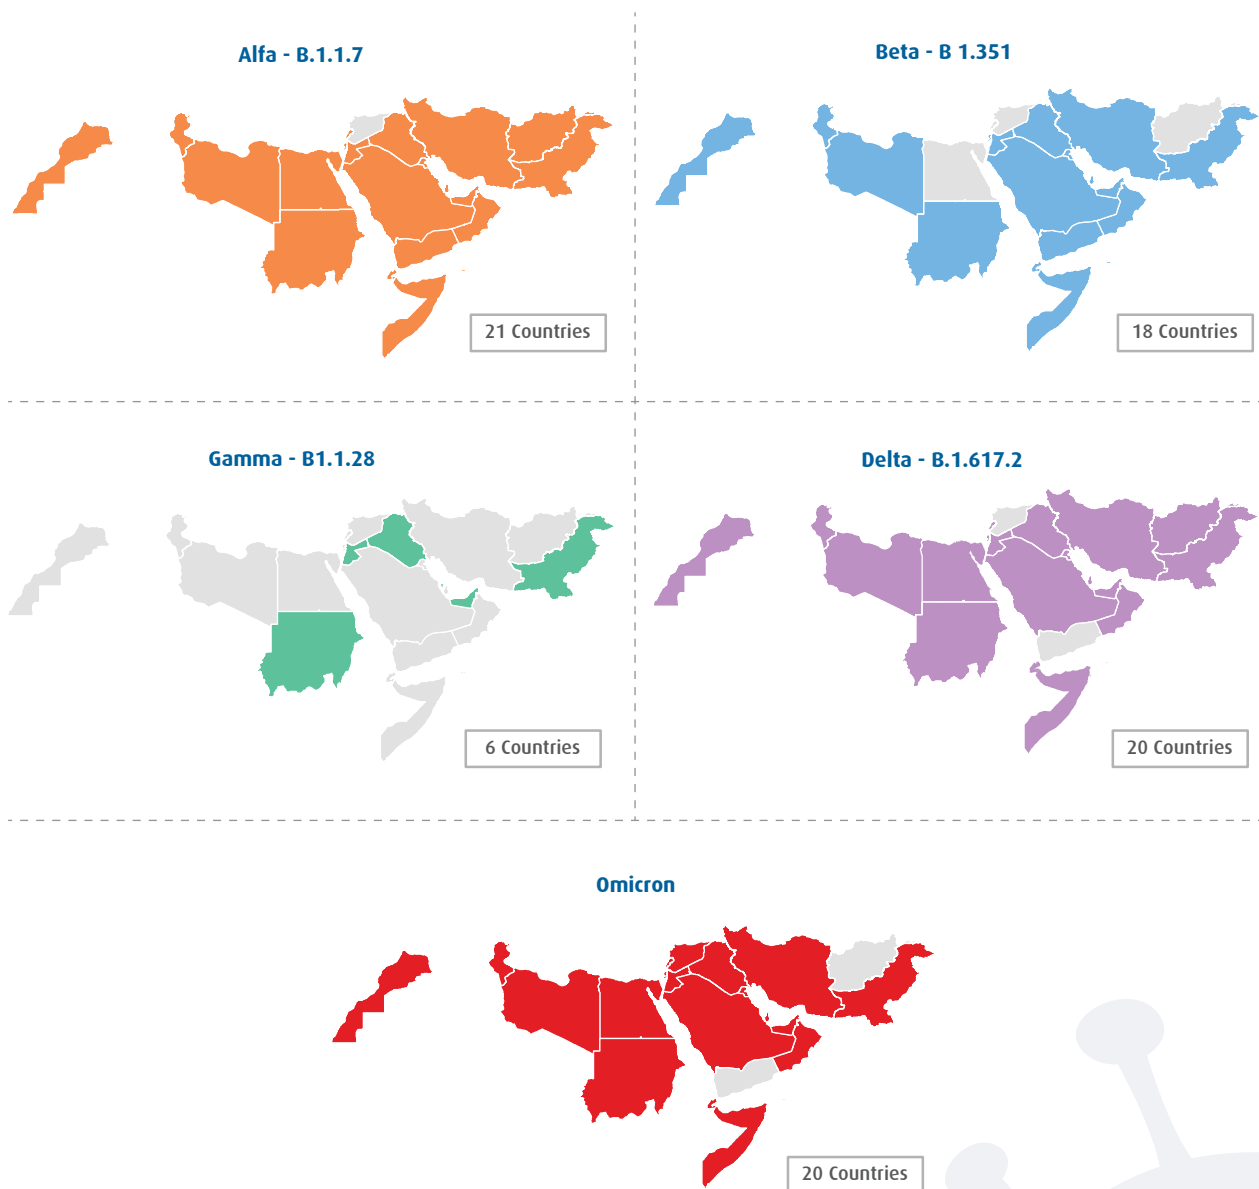 Alfa - B.1.1.7
Beta - B 1.351
21 Countries
18 Countries
Gamma - B1.1.28
Delta - B.1.617.2
6 Countries
20 Countries
Omicron
20 Countries